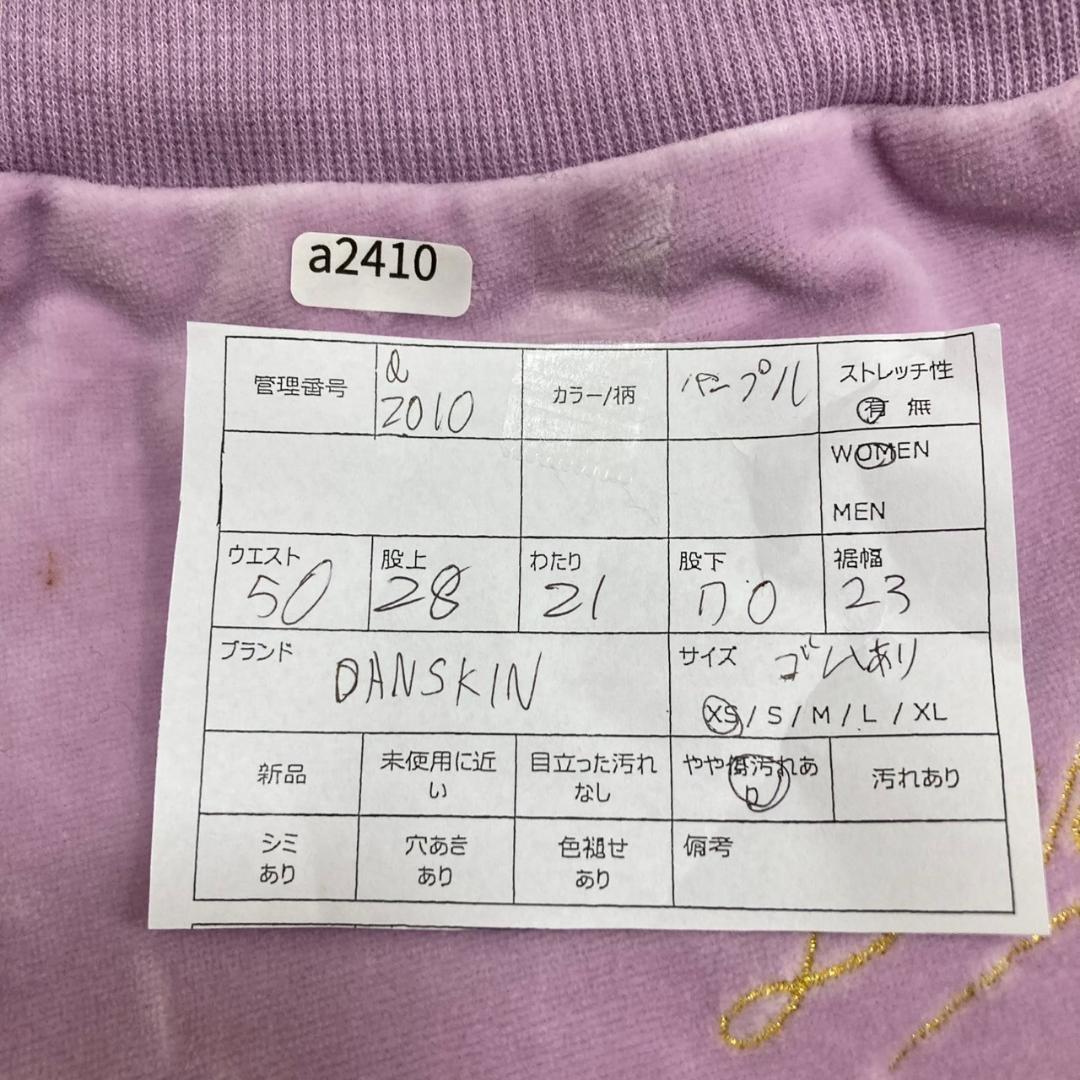 a2410
管理番号
a
2010
カラー/柄
パープル
ストレッチ性
有 無
WOMEN
MEN
ウエスト
50
股上
28
わたり
21
股下
70
裾幅
23
ブランド
DANSKIN
サイズ ゴムあり
XS / S / M / L / XL
新品
未使用に近
い
目立った汚れ
なし
やや傷汚れあ
り
汚れあり
シミ
あり
穴あき
あり
色褪せ
あり
備考